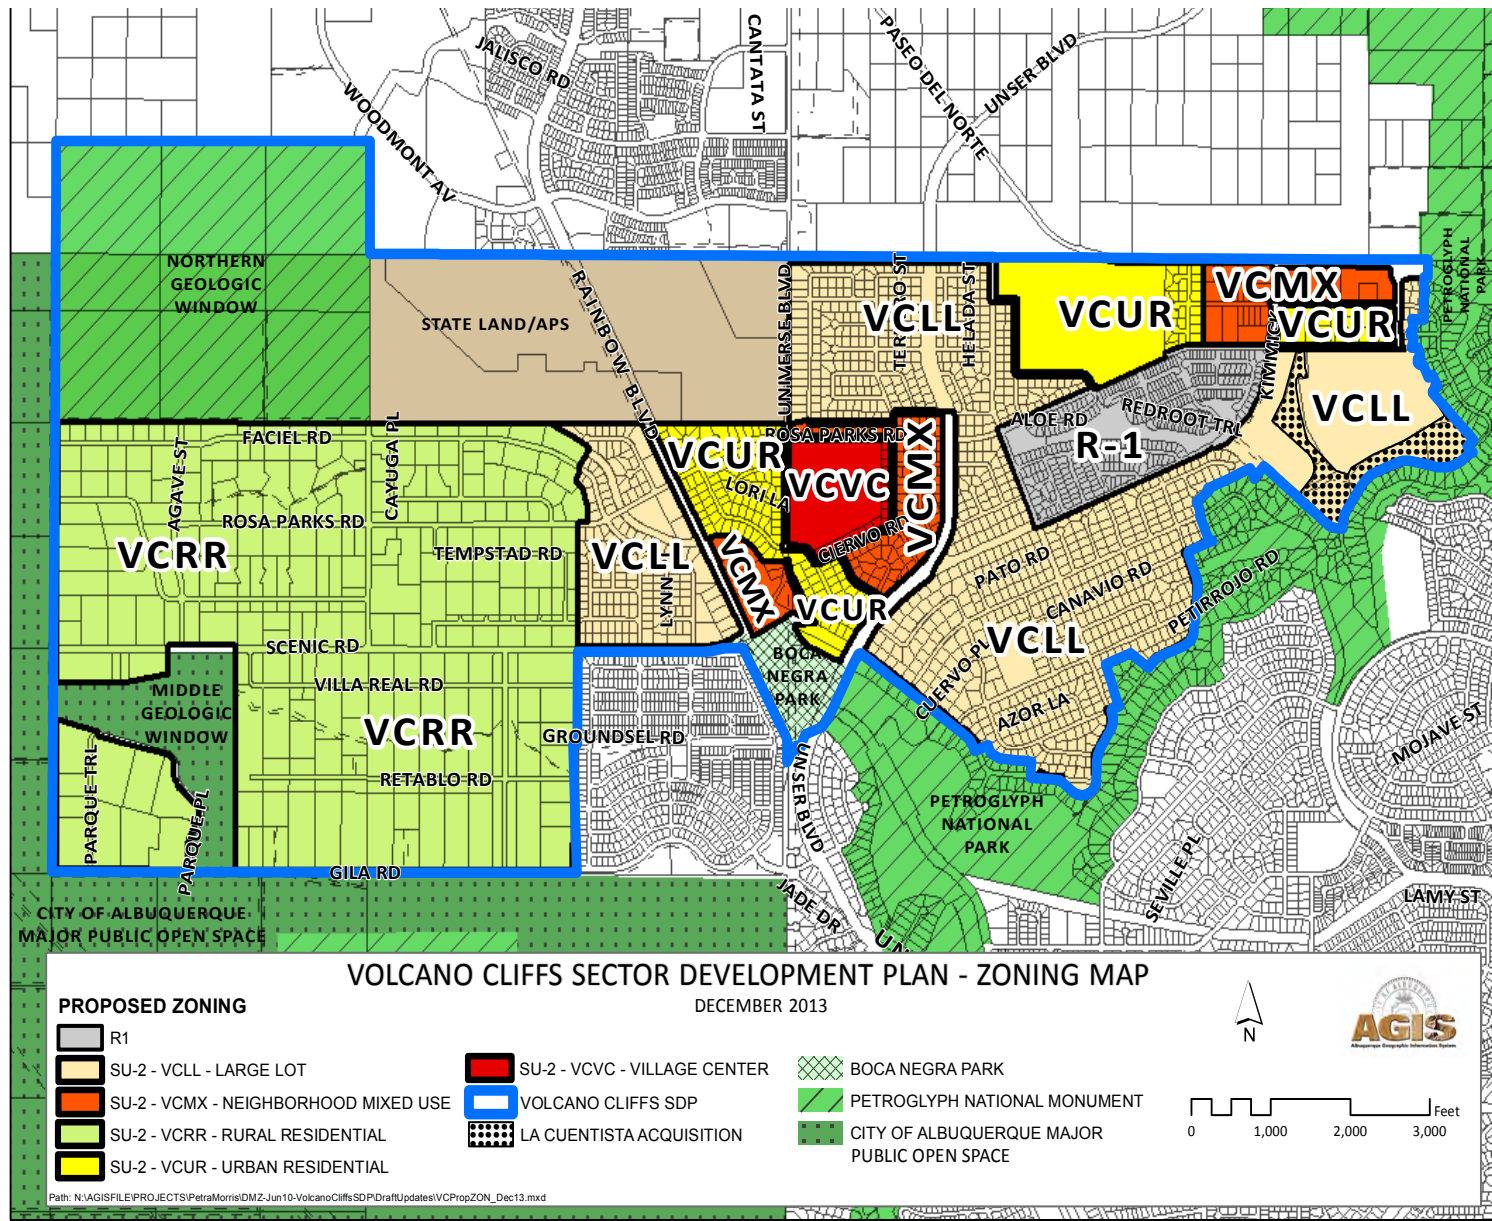 JALISCO RD
CANTATA ST
PASEO DEL NORTE
UNSER BLVD
WOODMONT AV
NORTHERN
GEOLOGIC
WINDOW
STATE LAND/APS
RAINBOW BLVD
UNIVERSE BLVD
HELADA ST
VCLL
VCUR
VCMX
VCUR
KIMMICK
PETROGLYPH
NATIONAL
PARK
VCLL
ALOE RD
REDROOT TRL
R-1
FACIEL RD
AGAVE ST
CAYUGA PL
ROSA PARKS RD
VCRR
TEMPSTAD RD
VCLL
LYNN
VCUR
LORI LA
ROSA PARKS RD
VCVC
VCMX
CIERVO RD
VCMX
VCUR
PATO RD
CANAVIO RD
PETIRROJO RD
VCLL
CUERVO PL
AZOR LA
SCENIC RD
VILLA REAL RD
MIDDLE
GEOLOGIC
WINDOW
VCRR
RETABLO RD
PARQUE TRL
PARQUE PL
GILA RD
GROUNDSEL RD
BOCA
NEGRA
PARK
UNSER BLVD
PETROGLYPH
NATIONAL
PARK
MOJAVE ST
SEVILLE PL
LAMY ST
JADE DR
UN
CITY OF ALBUQUERQUE
MAJOR PUBLIC OPEN SPACE
VOLCANO CLIFFS SECTOR DEVELOPMENT PLAN - ZONING MAP
DECEMBER 2013
PROPOSED ZONING
R1
SU-2 - VCLL - LARGE LOT
SU-2 - VCMX - NEIGHBORHOOD MIXED USE
SU-2 - VCRR - RURAL RESIDENTIAL
SU-2 - VCUR - URBAN RESIDENTIAL
SU-2 - VCVC - VILLAGE CENTER
VOLCANO CLIFFS SDP
LA CUENTISTA ACQUISITION
BOCA NEGRA PARK
PETROGLYPH NATIONAL MONUMENT
CITY OF ALBUQUERQUE MAJOR
PUBLIC OPEN SPACE
N
AGIS
Albuquerque Geographic Information System
Feet
0 1,000 2,000 3,000
Path: N:\AGISFILE\PROJECTS\PetraMorris\DMZ-Jun10-VolcanoCliffsSDP\DraftUpdates\VCPropZON_Dec13.mxd